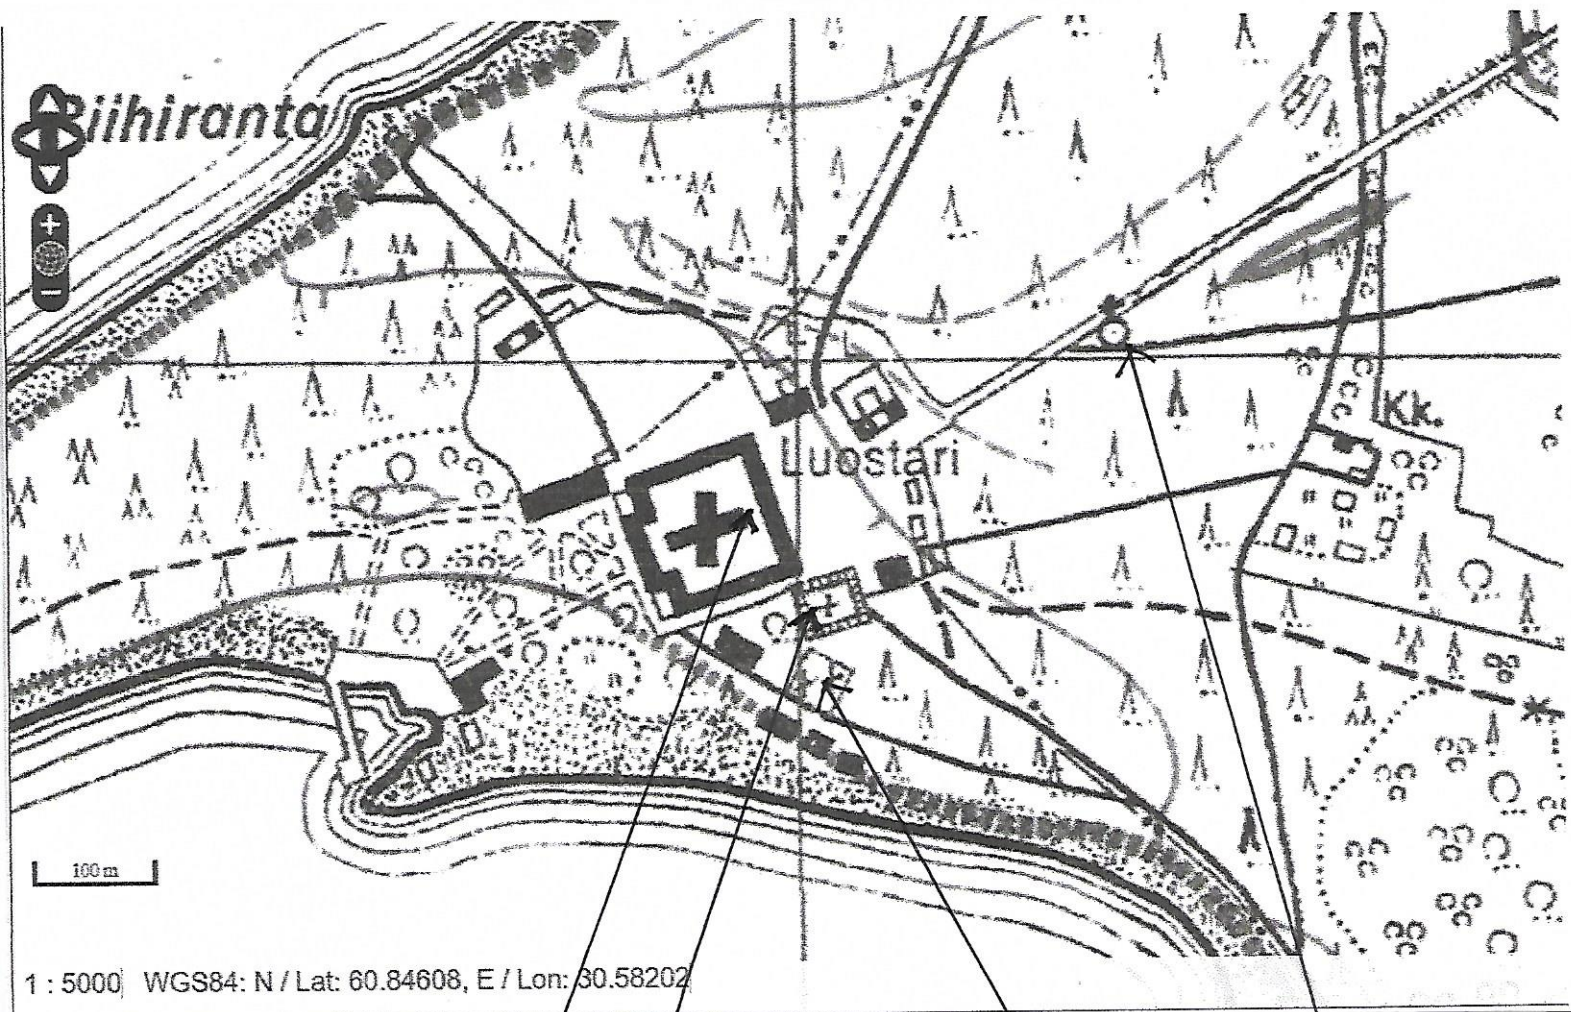 Riihiranta
+
−
Luostari
Kk.
100 m
1 : 5000 WGS84: N / Lat: 60.84608, E / Lon: 30.58202